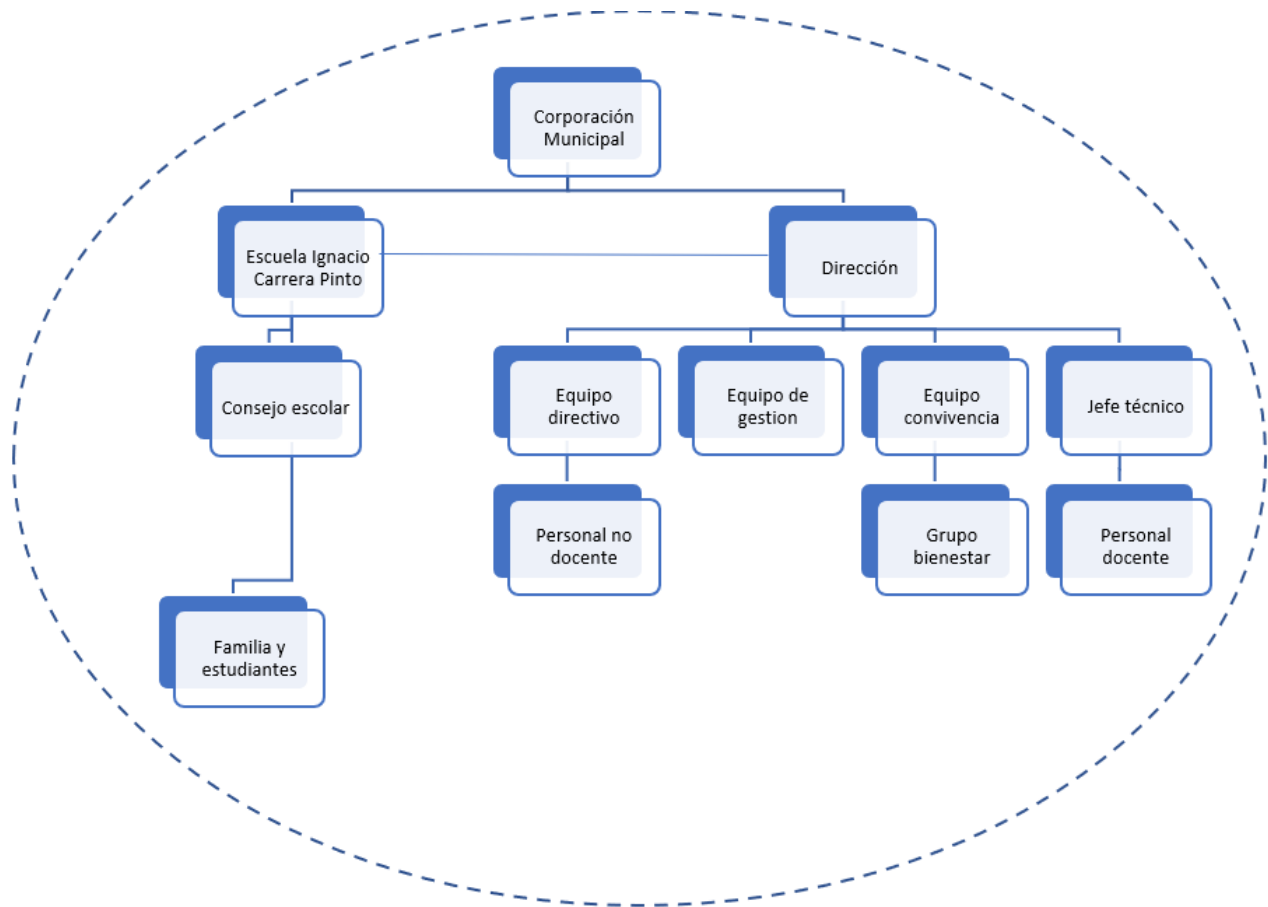 Corporación
Municipal
Escuela Ignacio
Carrera Pinto
Dirección
Consejo escolar
Equipo
directivo
Equipo de
gestion
Equipo
convivencia
Jefe técnico
Personal no
docente
Grupo
bienestar
Personal
docente
Familia y
estudiantes